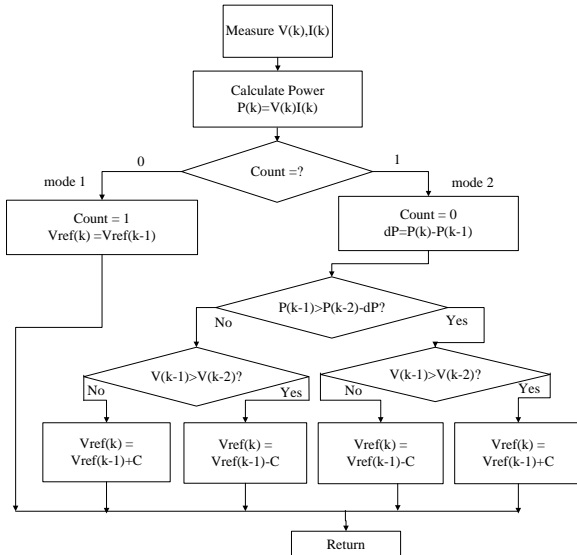 Measure V(k),I(k)
Calculate Power
P(k)=V(k)I(k)
Count =?
0
1
mode 1
mode 2
Count = 1
Vref(k) =Vref(k-1)
Count = 0
dP=P(k)-P(k-1)
P(k-1)>P(k-2)-dP?
No
Yes
V(k-1)>V(k-2)?
V(k-1)>V(k-2)?
No
Yes
No
Yes
Vref(k) =
Vref(k-1)+C
Vref(k) =
Vref(k-1)-C
Vref(k) =
Vref(k-1)-C
Vref(k) =
Vref(k-1)+C
Return